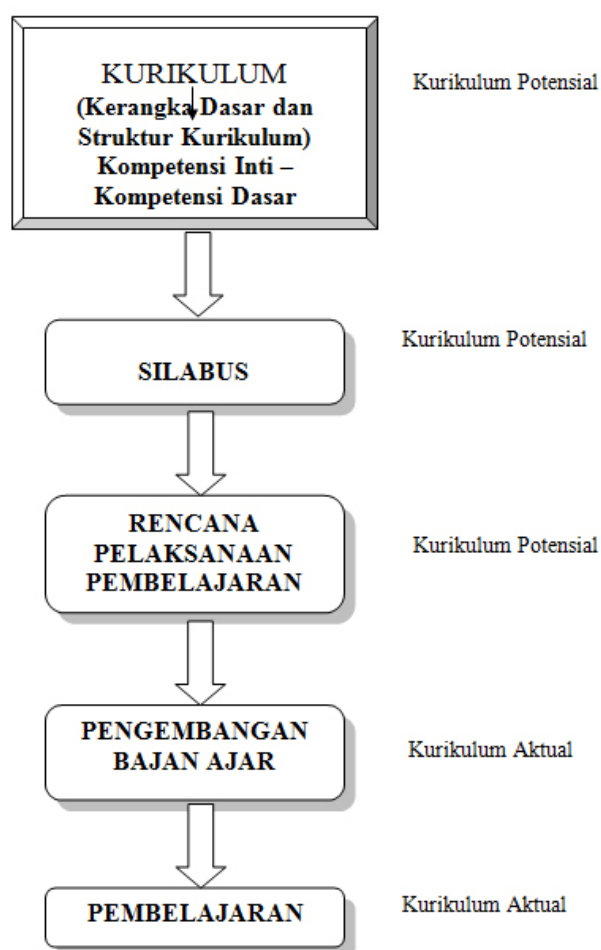 KURIKULUM
(Kerangka Dasar dan
Struktur Kurikulum)
Kompetensi Inti –
Kompetensi Dasar
Kurikulum Potensial
SILABUS
Kurikulum Potensial
RENCANA
PELAKSANAAN
PEMBELAJARAN
Kurikulum Potensial
PENGEMBANGAN
BAJAN AJAR
Kurikulum Aktual
PEMBELAJARAN
Kurikulum Aktual